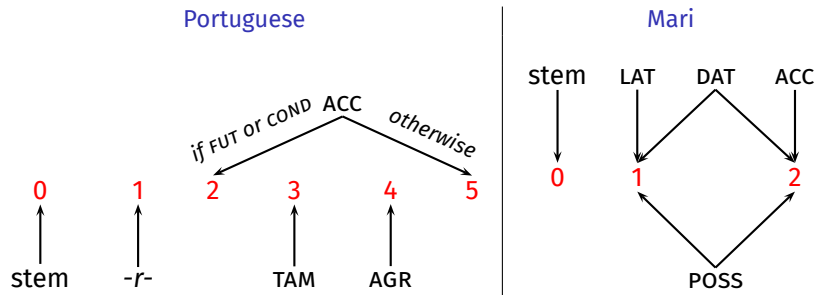 Portuguese
ACC
if FUT or COND
otherwise
0 1 2 3 4 5
stem -r- TAM AGR
Mari
stem LAT DAT ACC
0 1 2
POSS